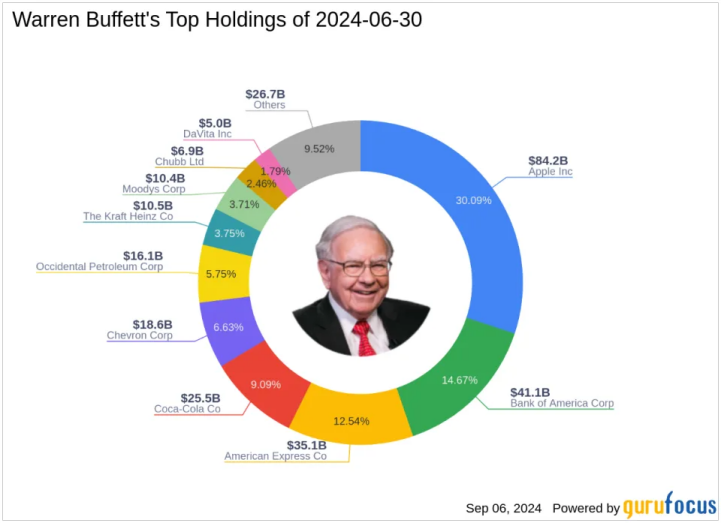 Warren Buffett's Top Holdings of 2024-06-30
$26.7B
Others
9.52%
$5.0B
DaVita Inc
1.79%
$6.9B
Chubb Ltd
2.46%
$10.4B
Moodys Corp
3.71%
$10.5B
The Kraft Heinz Co
3.75%
$16.1B
Occidental Petroleum Corp
5.75%
$18.6B
Chevron Corp
6.63%
$25.5B
Coca-Cola Co
9.09%
$35.1B
American Express Co
12.54%
$41.1B
Bank of America Corp
14.67%
$84.2B
Apple Inc
30.09%
Sep 06, 2024 Powered by gurufocus